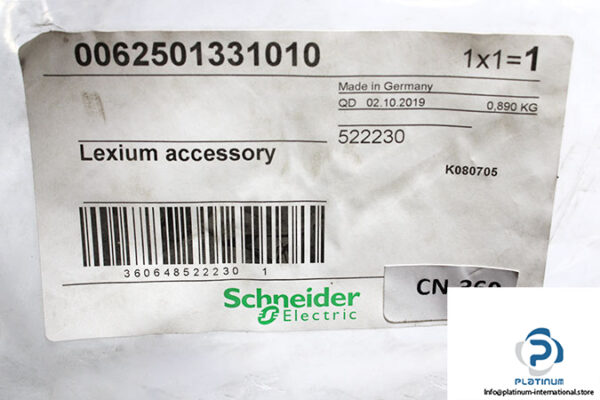 0062501331010 1x1=1
Made in Germany
QD 02.10.2019 0,890 KG
522230
Lexium accessory
K080705
360648522230 1
Schneider
Electric
CN
PLATINUM
info@platinum-international.store